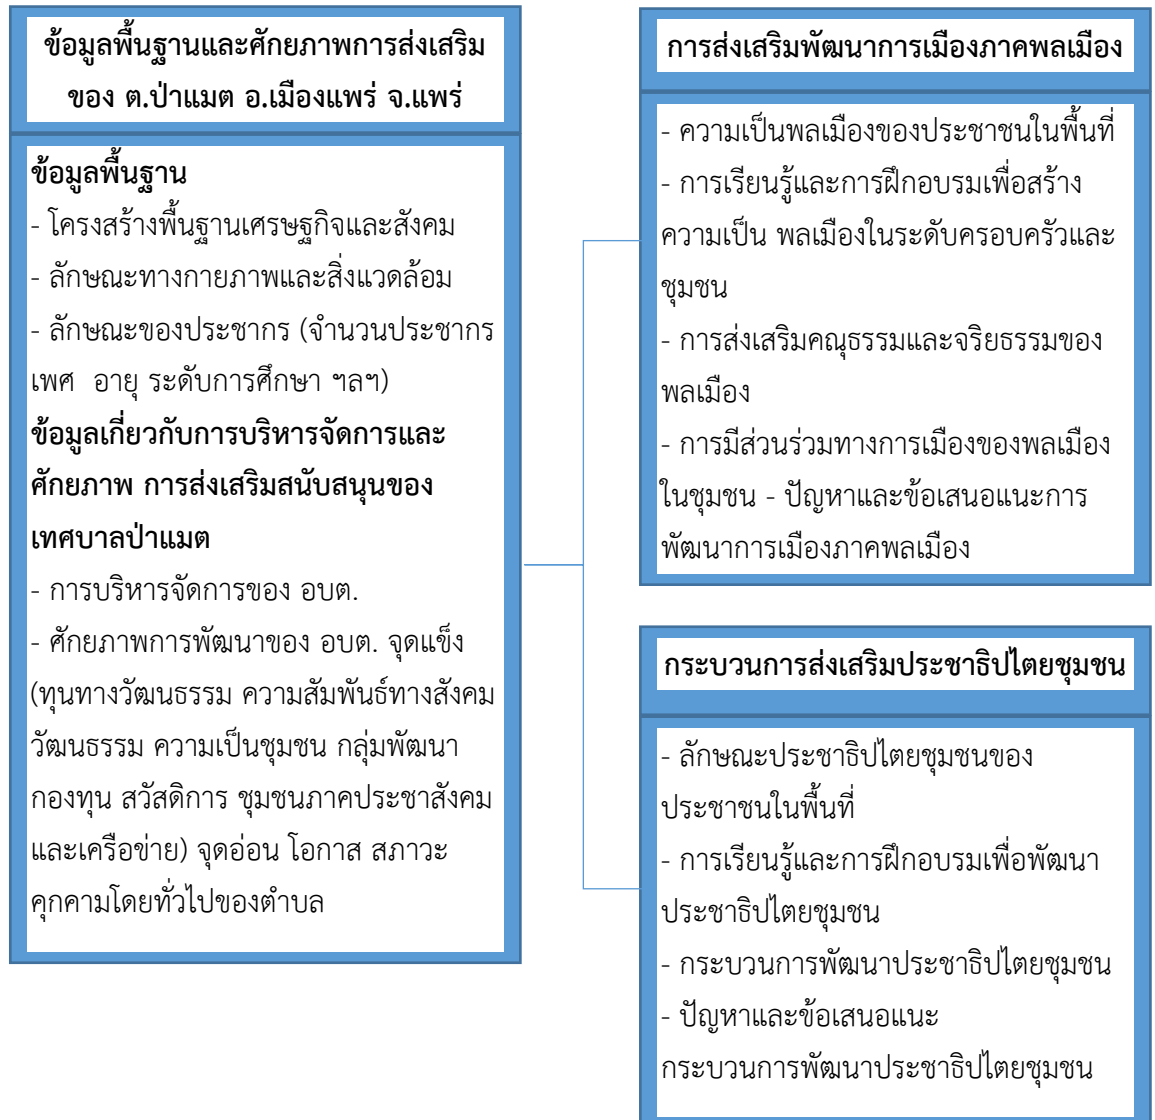 ข้อมูลพื้นฐานและศักยภาพการส่งเสริม
ของ ต.ป่าแมต อ.เมืองแพร่ จ.แพร่
ข้อมูลพื้นฐาน
- โครงสร้างพื้นฐานเศรษฐกิจและสังคม
- ลักษณะทางกายภาพและสิ่งแวดล้อม
- ลักษณะของประชากร (จำนวนประชากร
เพศ อายุ ระดับการศึกษา ฯลฯ)
ข้อมูลเกี่ยวกับการบริหารจัดการและ
ศักยภาพ การส่งเสริมสนับสนุนของ
เทศบาลป่าแมต
- การบริหารจัดการของ อบต.
- ศักยภาพการพัฒนาของ อบต. จุดแข็ง
(ทุนทางวัฒนธรรม ความสัมพันธ์ทางสังคม
วัฒนธรรม ความเป็นชุมชน กลุ่มพัฒนา
กองทุน สวัสดิการ ชุมชนภาคประชาสังคม
และเครือข่าย) จุดอ่อน โอกาส สภาวะ
คุกคามโดยทั่วไปของตำบล
การส่งเสริมพัฒนาการเมืองภาคพลเมือง
- ความเป็นพลเมืองของประชาชนในพื้นที่
- การเรียนรู้และการฝึกอบรมเพื่อสร้าง
ความเป็น พลเมืองในระดับครอบครัวและ
ชุมชน
- การส่งเสริมคณุธรรมและจริยธรรมของ
พลเมือง
- การมีส่วนร่วมทางการเมืองของพลเมือง
ในชุมชน - ปัญหาและข้อเสนอแนะการ
พัฒนาการเมืองภาคพลเมือง
กระบวนการส่งเสริมประชาธิปไตยชุมชน
- ลักษณะประชาธิปไตยชุมชนของ
ประชาชนในพื้นที่
- การเรียนรู้และการฝึกอบรมเพื่อพัฒนา
ประชาธิปไตยชุมชน
- กระบวนการพัฒนาประชาธิปไตยชุมชน
- ปัญหาและข้อเสนอแนะ
กระบวนการพัฒนาประชาธิปไตยชุมชน